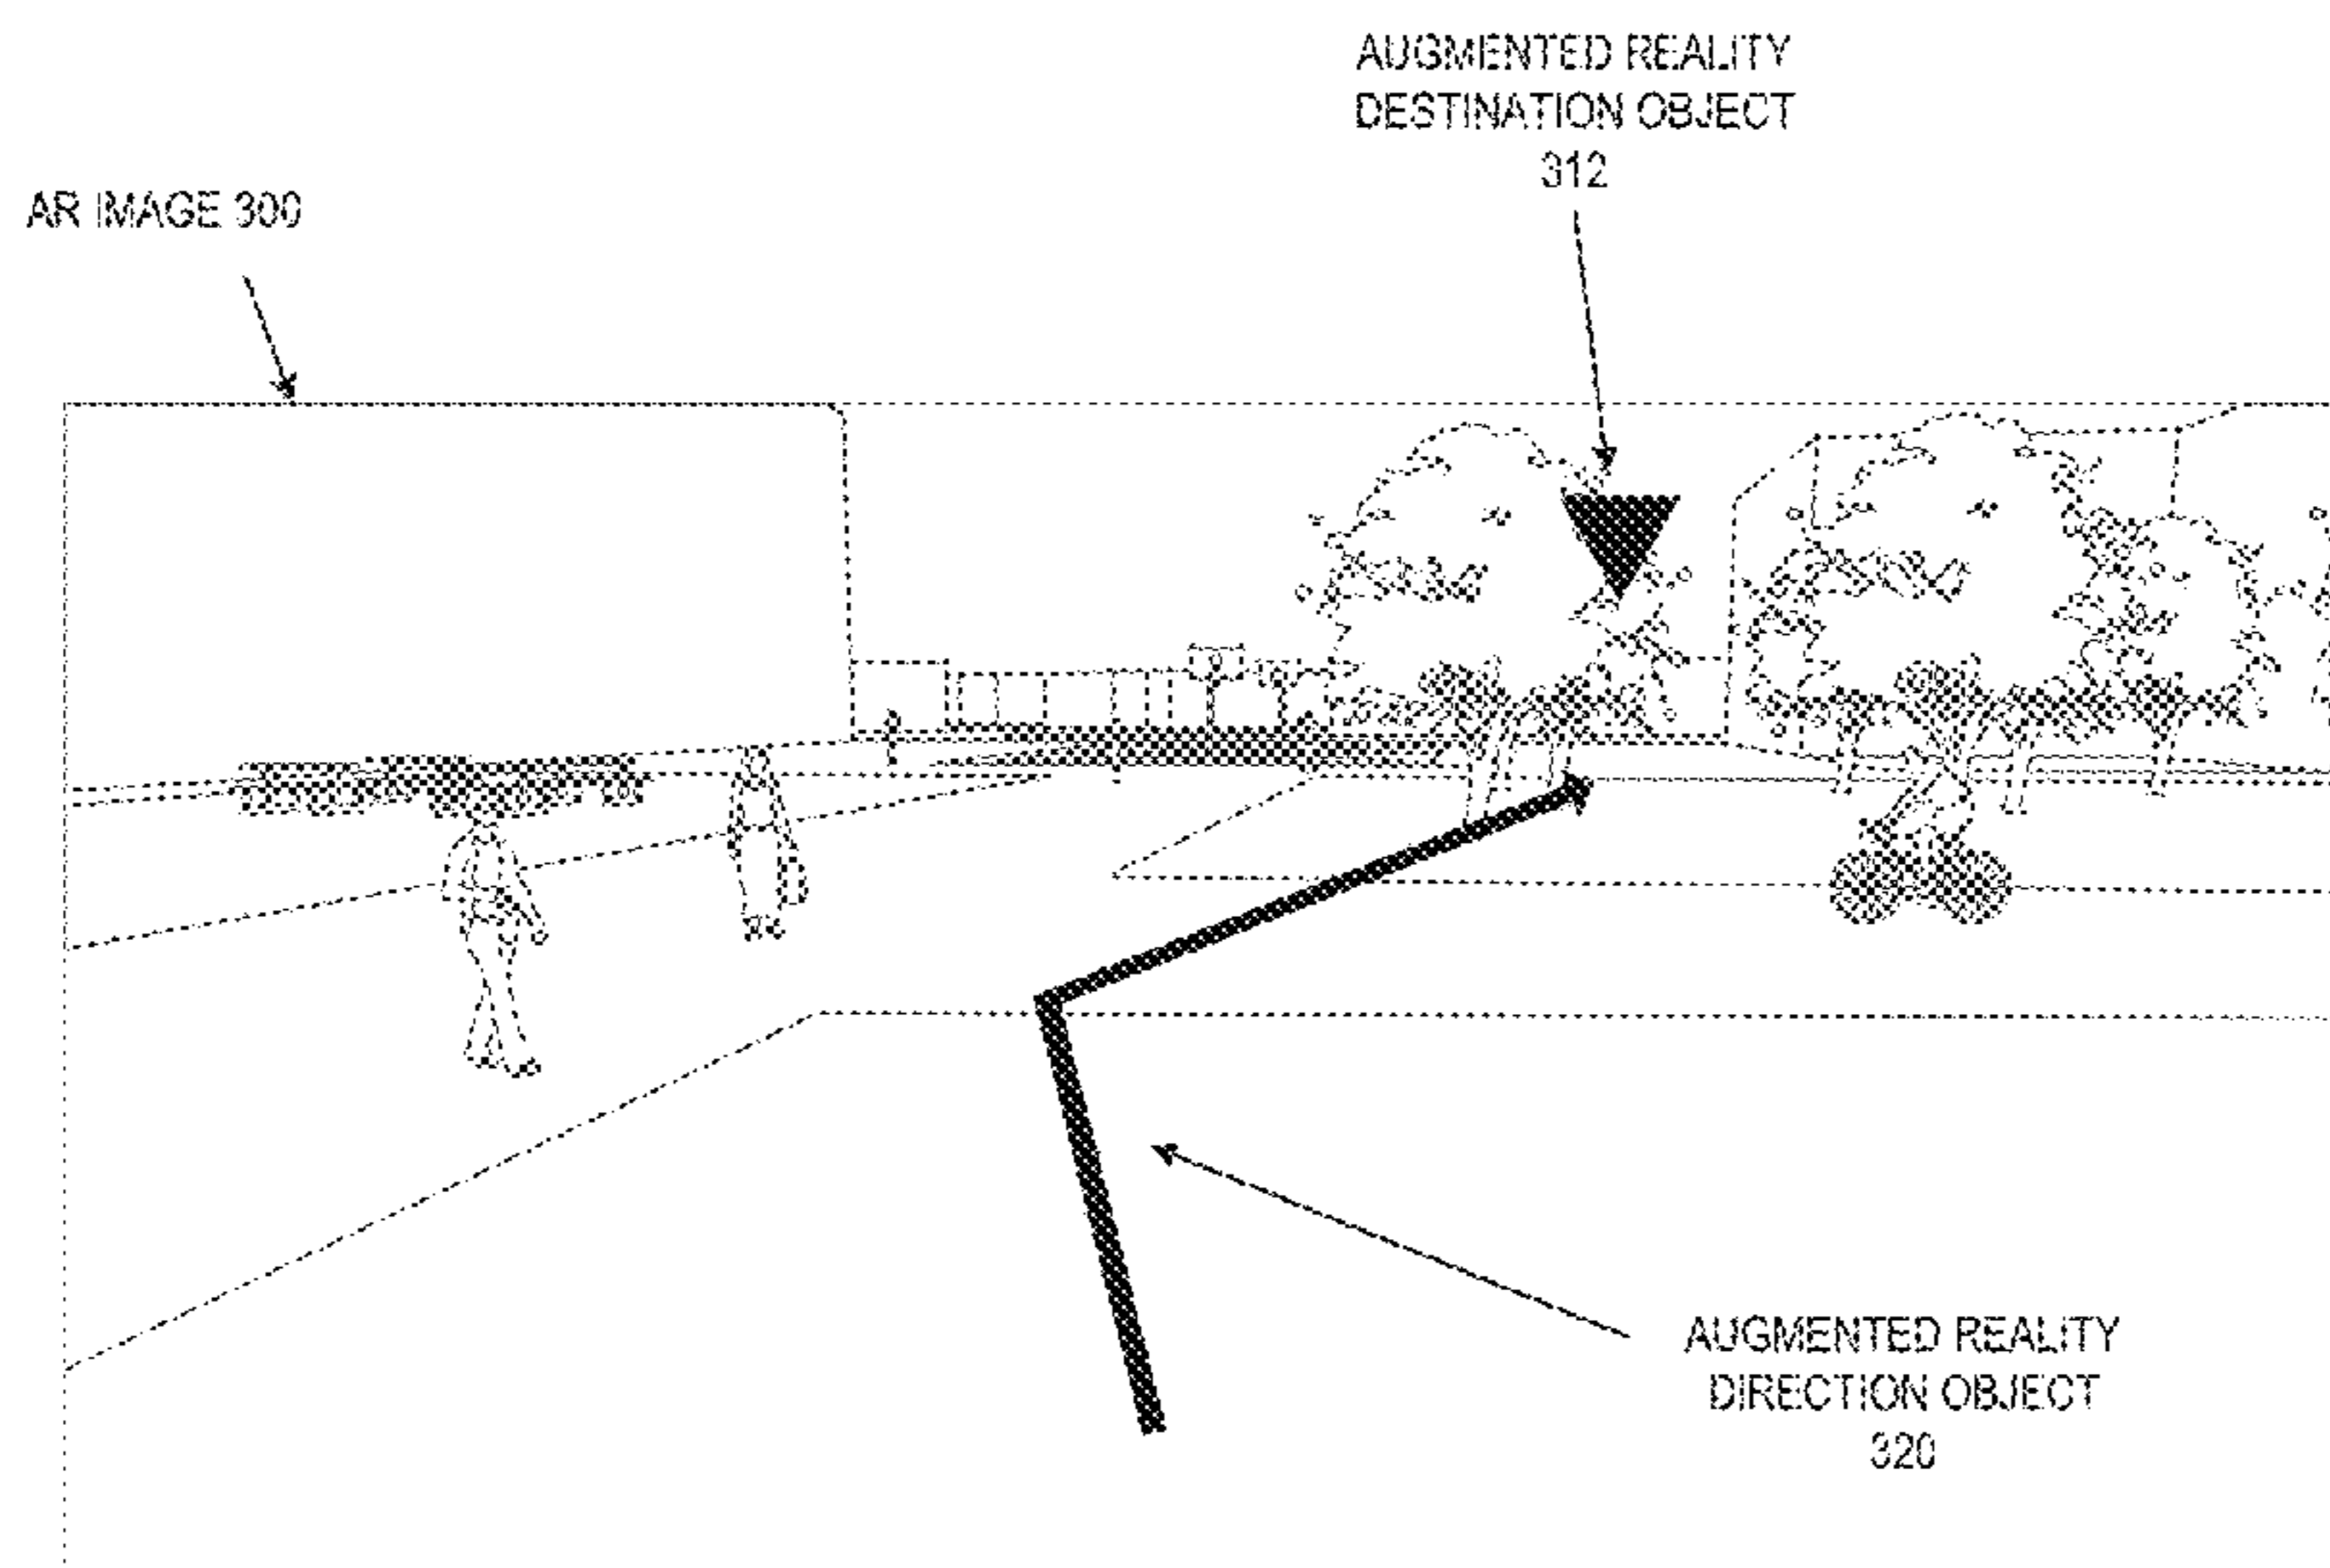 AUGMENTED REALITY
DESTINATION OBJECT
312
AR IMAGE 300
AUGMENTED REALITY
DIRECTION OBJECT
320